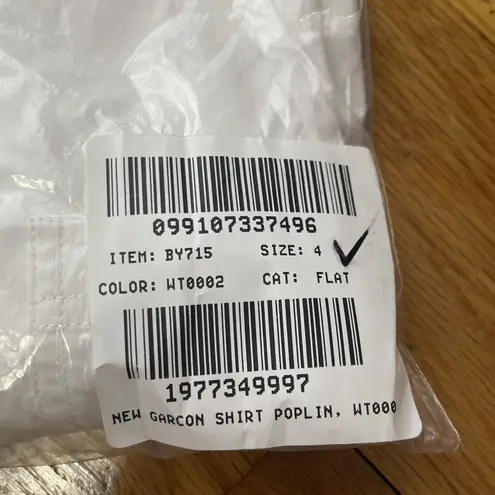 099107337496
ITEM: BY715 SIZE: 4
COLOR: WT0002 CAT: FLAT
1977349997
NEW GARCON SHIRT POPLIN, WT000